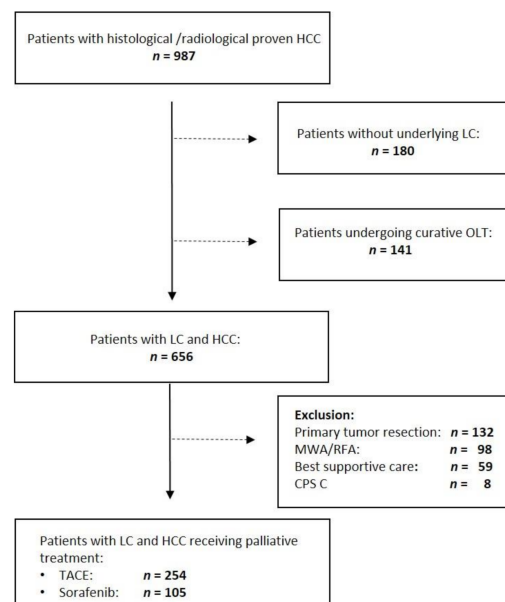 Patients with histological /radiological proven HCC
n = 987
Patients without underlying LC:
n = 180
Patients undergoing curative OLT:
n = 141
Patients with LC and HCC:
n = 656
Exclusion:
Primary tumor resection: n = 132
MWA/RFA: n = 98
Best supportive care: n = 59
CPS C n = 8
Patients with LC and HCC receiving palliative
treatment:
• TACE: n = 254
• Sorafenib: n = 105